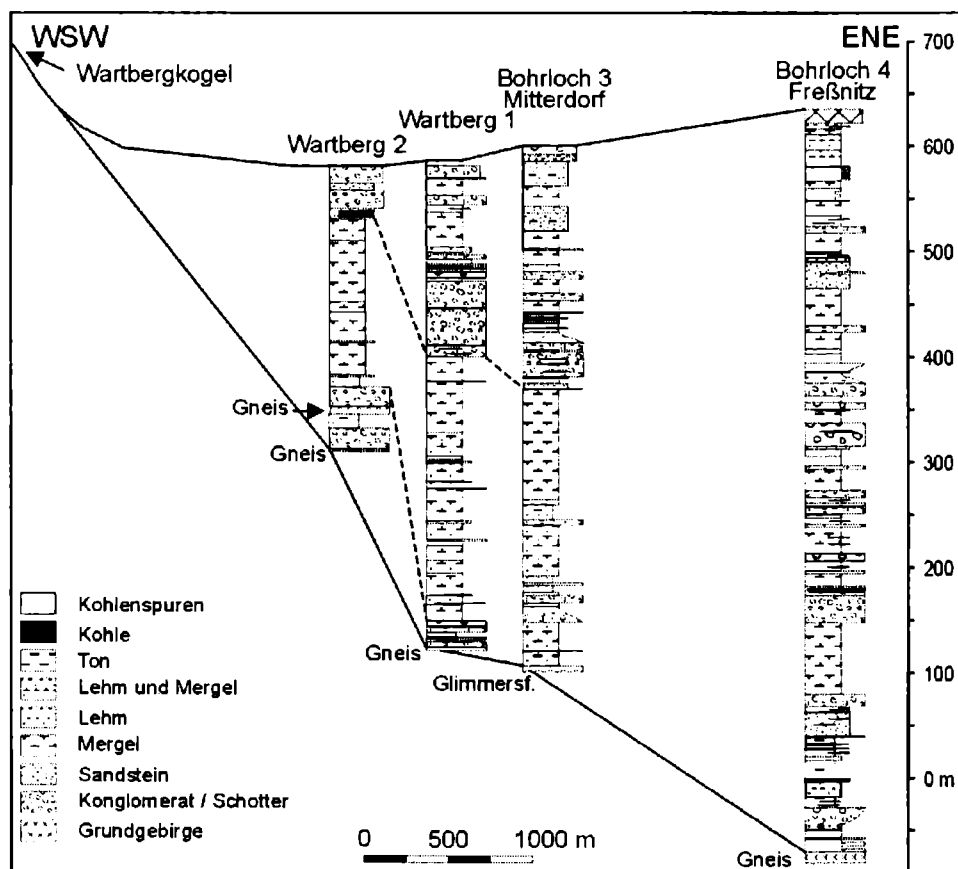 WSW
ENE
Wartbergkogel
Wartberg 2
Wartberg 1
Bohrloch 3
Mitterdorf
Bohrloch 4
Freßnitz
700
600
500
400
300
200
100
0 m
Gneis
Gneis
Gneis
Glimmersf.
Gneis
Kohlenspuren
Kohle
Ton
Lehm und Mergel
Lehm
Mergel
Sandstein
Konglomerat / Schotter
Grundgebirge
0 500 1000 m